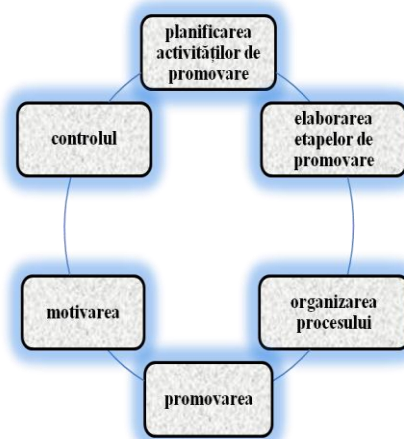 planificarea
activităților de
promovare
elaborarea
etapelor de
promovare
organizarea
procesului
promovarea
motivarea
controlul